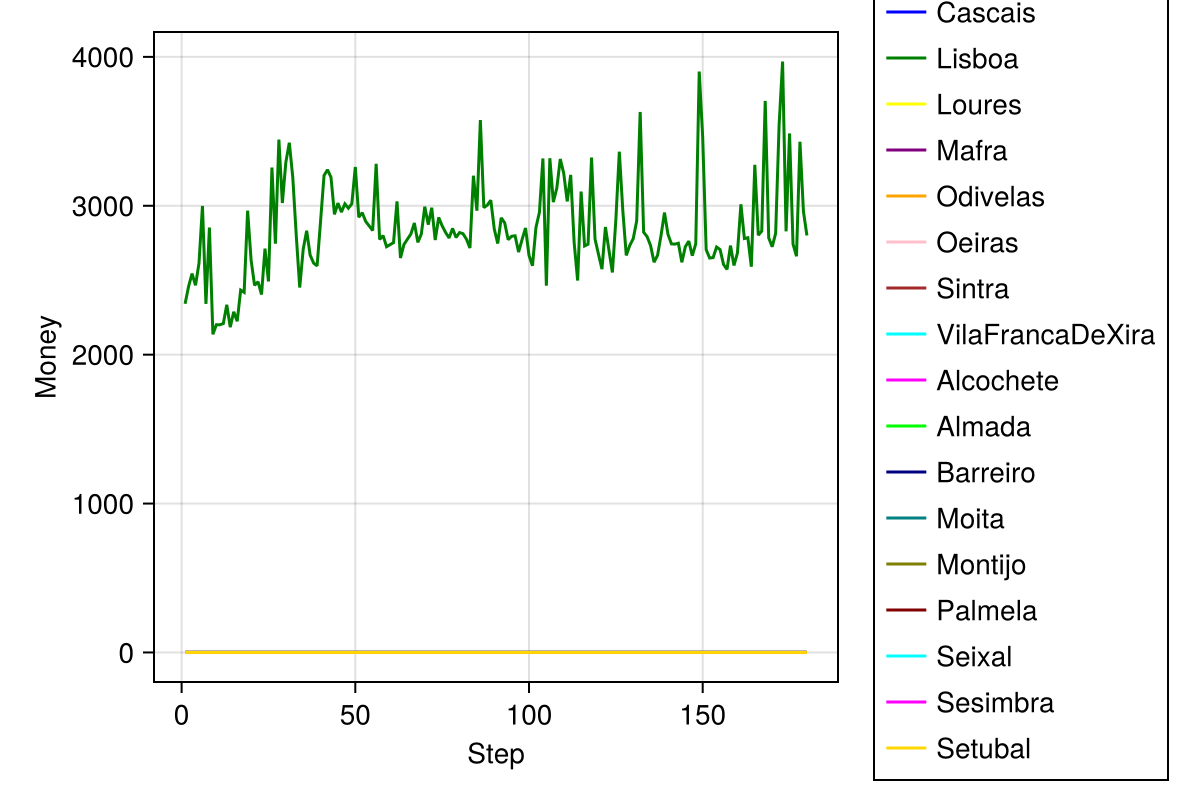 4000
3000
2000
1000
0
Money
0 50 100 150
Step
Cascais
Lisboa
Loures
Mafra
Odivelas
Oeiras
Sintra
VilaFrancaDeXira
Alcochete
Almada
Barreiro
Moita
Montijo
Palmela
Seixal
Sesimbra
Setubal